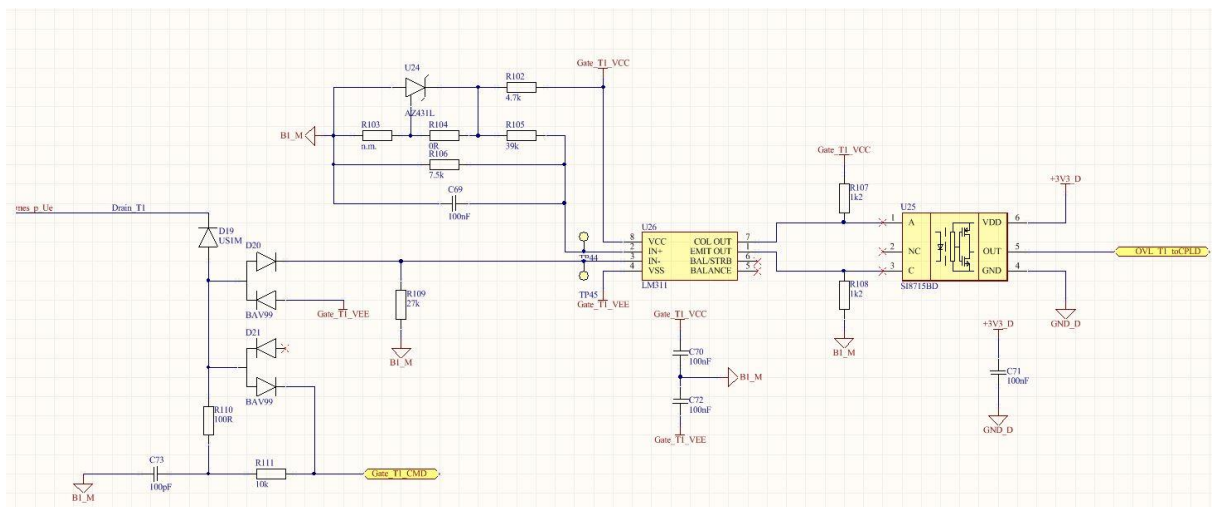 U24
AZ431L
R102
4.7k
Gate_T1_VCC
B1_M
R103
n.m.
R104
0R
R105
39k
R106
7.5k
C69
100nF
mes_p_Ue
Drain_T1
D19
US1M
D20
BAV99
Gate_T1_VEE
D21
BAV99
R109
27k
B1_M
TP44
TP45
Gate_T1_VEE
U26
8 VCC
2 IN+
3 IN-
4 VSS
COL OUT 7
EMIT OUT 1
BAL/STRB 6
BALANCE 5
LM311
Gate_T1_VCC
C70
100nF
B1_M
C72
100nF
Gate_T1_VEE
Gate_T1_VCC
R107
1k2
R108
1k2
B1_M
U25
1 A
2 NC
3 C
VDD 6
OUT 5
GND 4
SI8715BD
+3V3_D
OVL_T1_toCPLD
GND_D
+3V3_D
C71
100nF
GND_D
R110
100R
C73
100pF
B1_M
R111
10k
Gate_T1_CMD